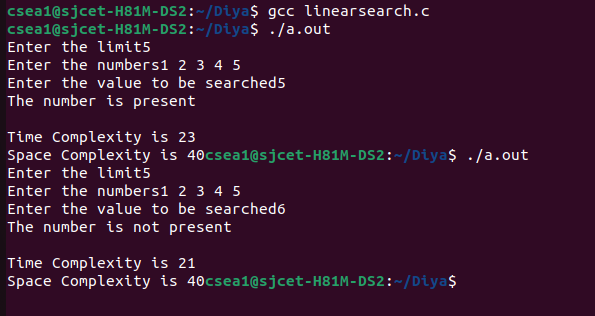 csea1@sjcet-H81M-DS2:~/Diya$ gcc linearsearch.c
csea1@sjcet-H81M-DS2:~/Diya$ ./a.out
Enter the limit5
Enter the numbers1 2 3 4 5
Enter the value to be searched5
The number is present
Time Complexity is 23
Space Complexity is 40csea1@sjcet-H81M-DS2:~/Diya$ ./a.out
Enter the limit5
Enter the numbers1 2 3 4 5
Enter the value to be searched6
The number is not present
Time Complexity is 21
Space Complexity is 40csea1@sjcet-H81M-DS2:~/Diya$